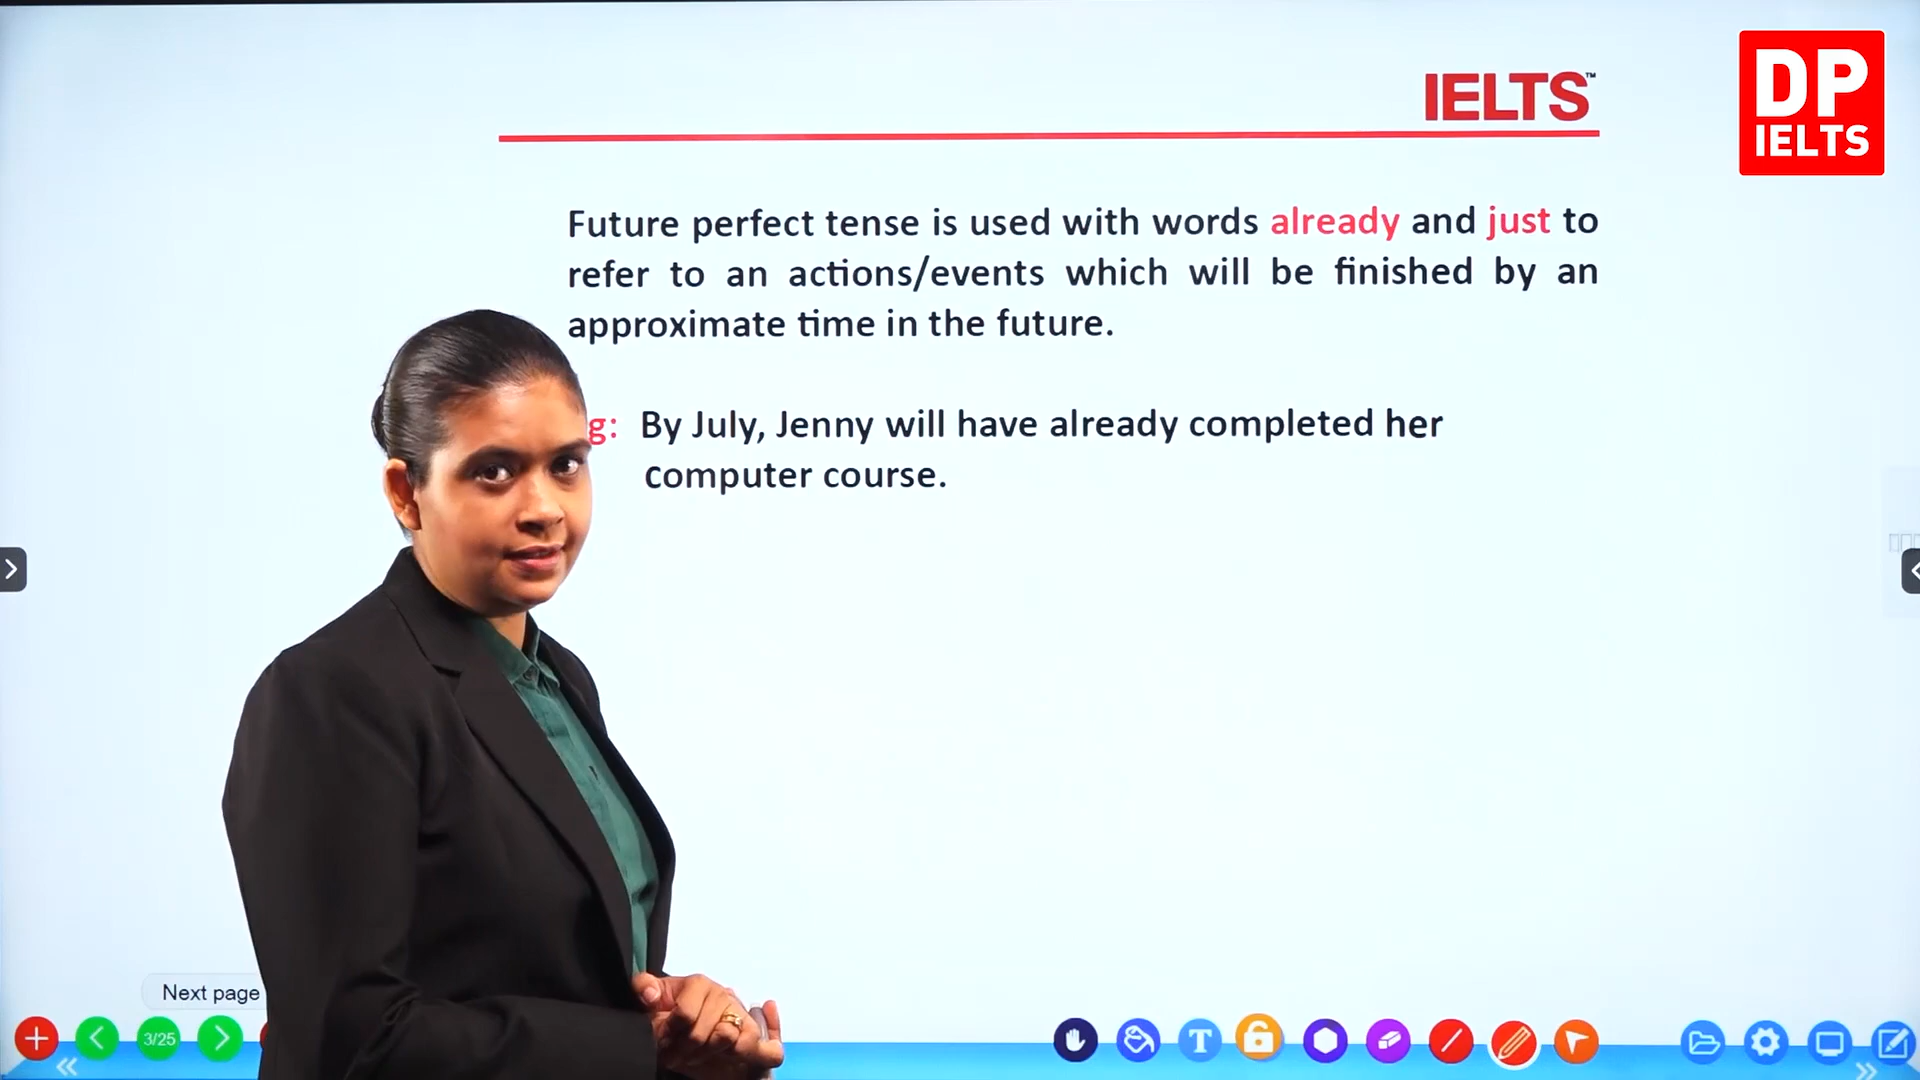 IELTS™
DP
IELTS
Future perfect tense is used with words already and just to
refer to an actions/events which will be finished by an
approximate time in the future.
g: By July, Jenny will have already completed her
computer course.
Next page
3/25
T